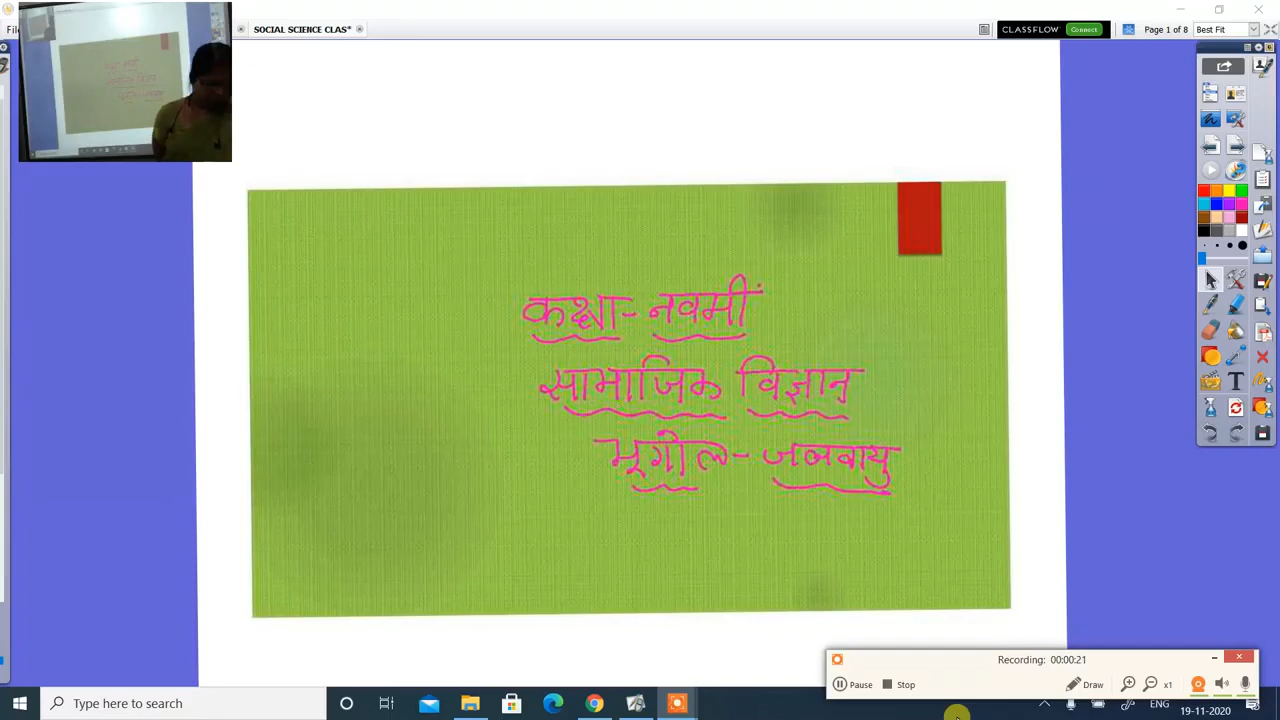 File
SOCIAL SCIENCE CLAS*
CLASSFLOW Connect
Page 1 of 8
Best Fit
कक्षा - नवमीं
सामाजिक विज्ञान
भूगोल - जलवायु
Recording: 00:00:21
Pause
Stop
Draw
x1
Type here to search
ENG
19-11-2020